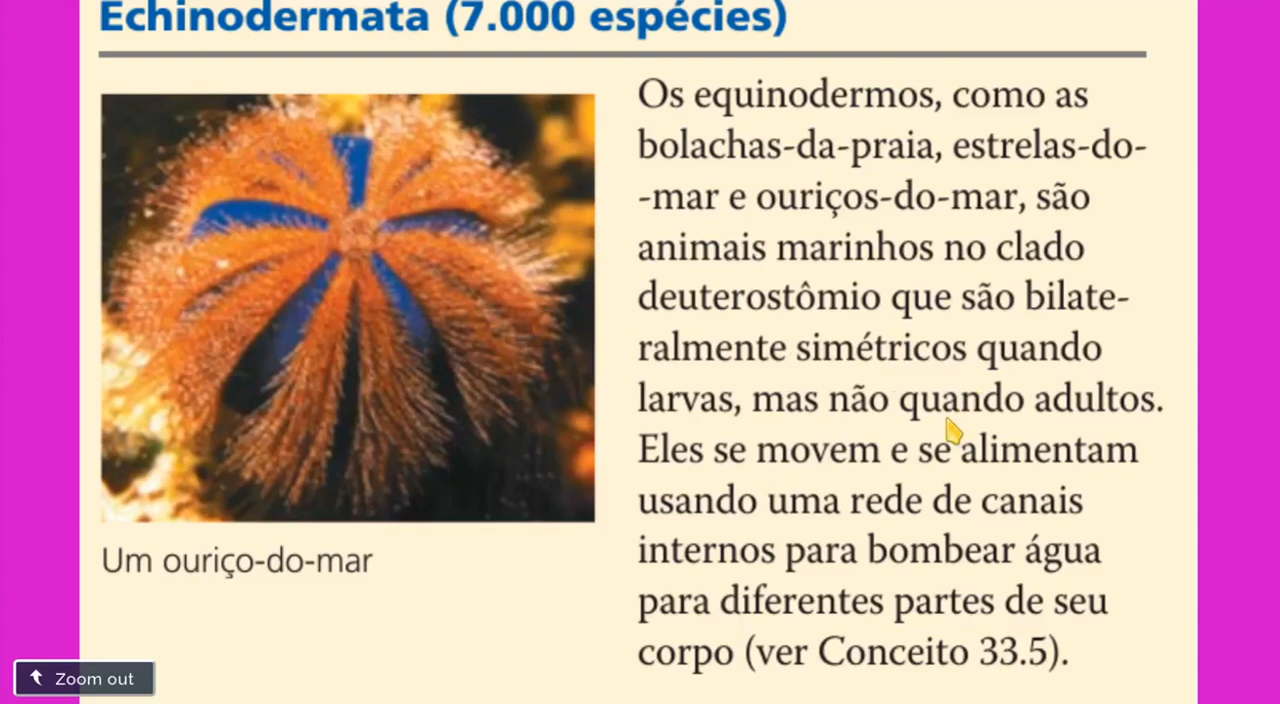 Echinodermata (7.000 espécies)
Os equinodermos, como as
bolachas-da-praia, estrelas-do-
-mar e ouriços-do-mar, são
animais marinhos no clado
deuterostômio que são bilate-
ralmente simétricos quando
larvas, mas não quando adultos.
Eles se movem e se alimentam
usando uma rede de canais
internos para bombear água
para diferentes partes de seu
corpo (ver Conceito 33.5).
Um ouriço-do-mar
Zoom out